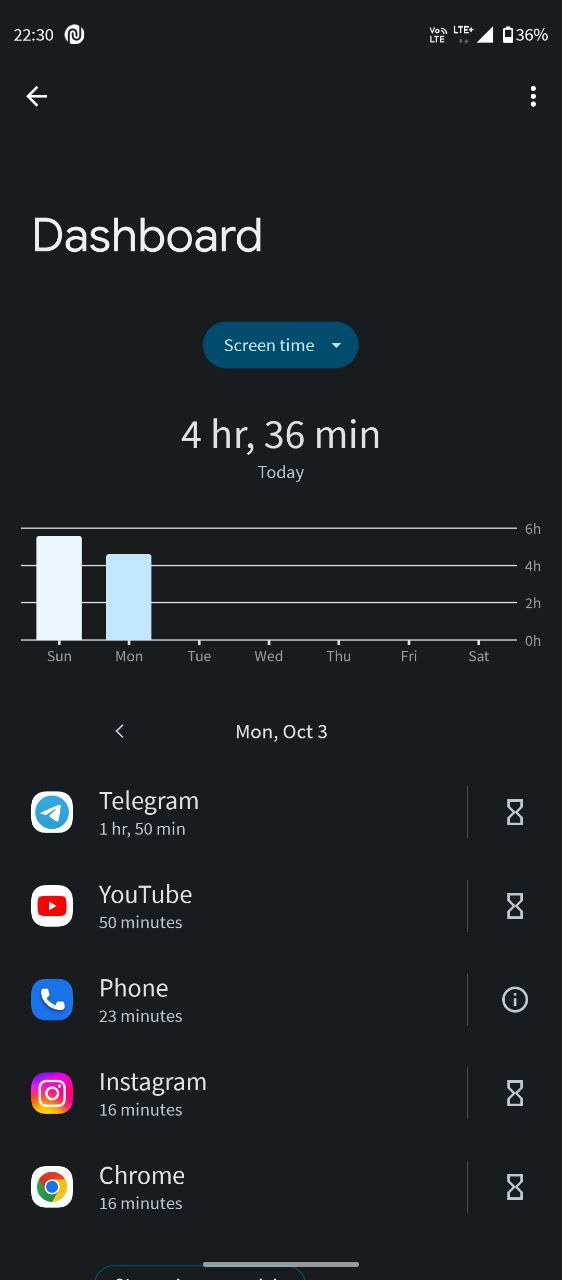 22:30 Vo LTE LTE+ 36%
Dashboard
Screen time
4 hr, 36 min
Today
6h
4h
2h
0h
Sun Mon Tue Wed Thu Fri Sat
Mon, Oct 3
Telegram
1 hr, 50 min
YouTube
50 minutes
Phone
23 minutes
Instagram
16 minutes
Chrome
16 minutes